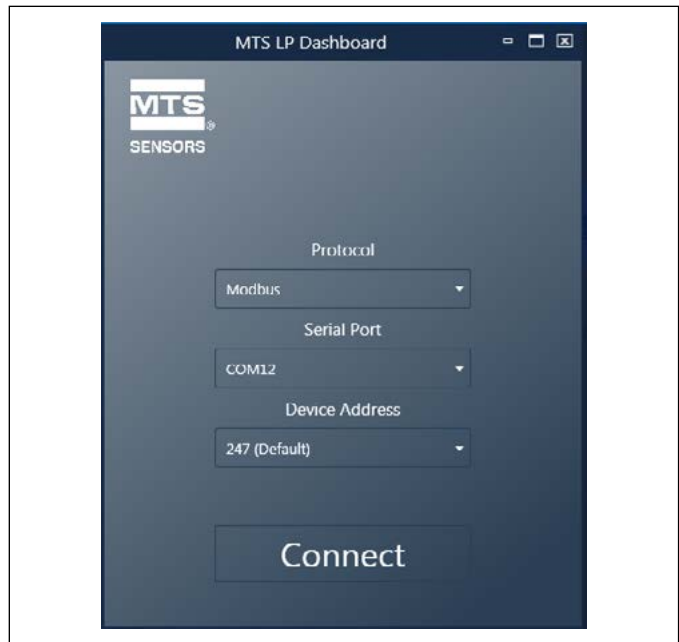 MTS LP Dashboard
MTS
®
SENSORS
Protocol
Modbus
Serial Port
COM12
Device Address
247 (Default)
Connect